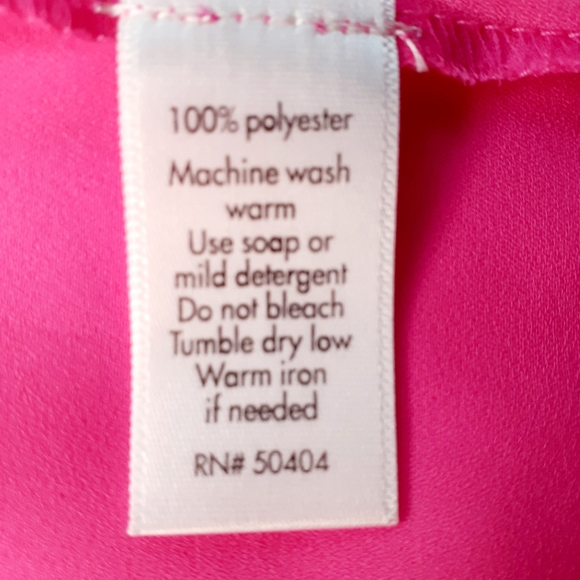 100% polyester
Machine wash
warm
Use soap or
mild detergent
Do not bleach
Tumble dry low
Warm iron
if needed
RN# 50404